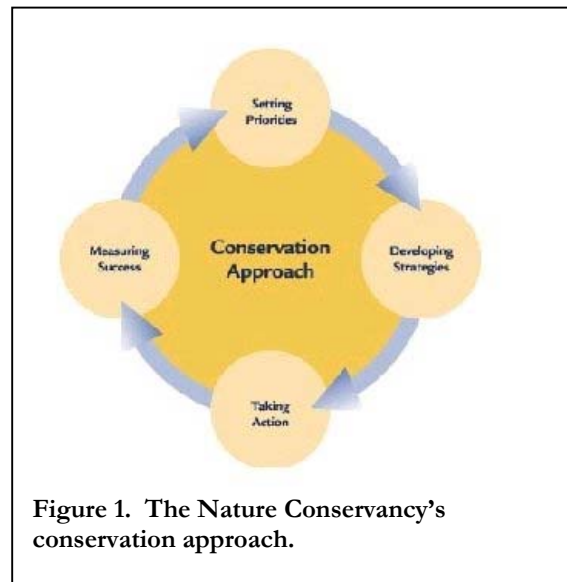 Setting
Priorities
Measuring
Success
Conservation
Approach
Developing
Strategies
Taking
Action
Figure 1. The Nature Conservancy’s
conservation approach.